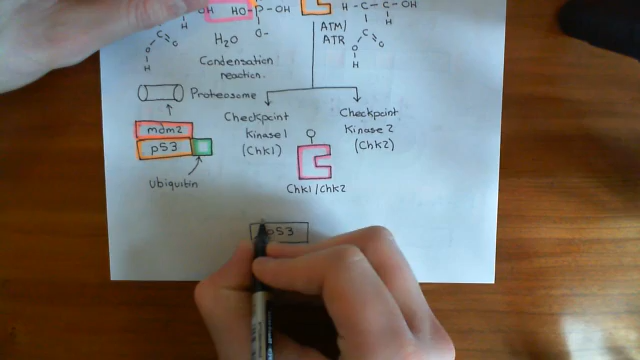 OH HO-P-OH
O-
H-C-C-OH
H
C
O
O
H
H₂O
ATM/
ATR
C
O
O
H
Condensation
reaction.
Proteosome
mdm2
p53
Ubiquitin
Checkpoint
Kinase 1
(Chk1)
Checkpoint
Kinase 2
(Chk2)
Chk1/Chk2
p53